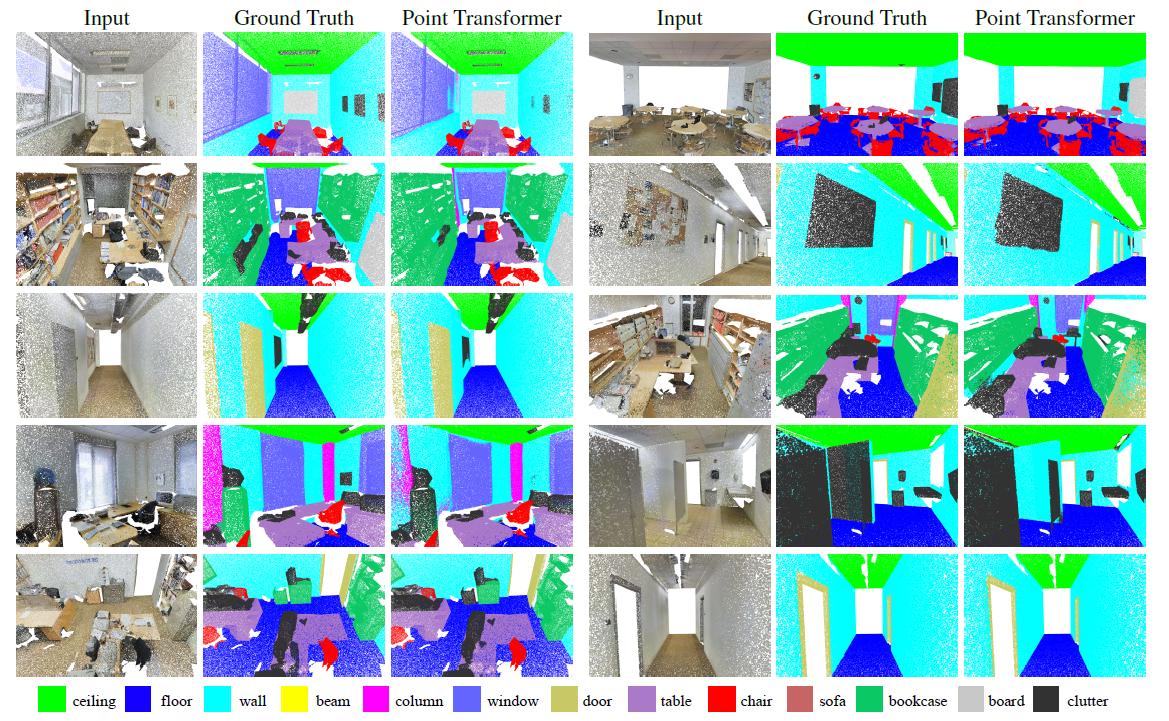 Input Ground Truth Point Transformer Input Ground Truth Point Transformer
ceiling floor wall beam column window door table chair sofa bookcase board clutter